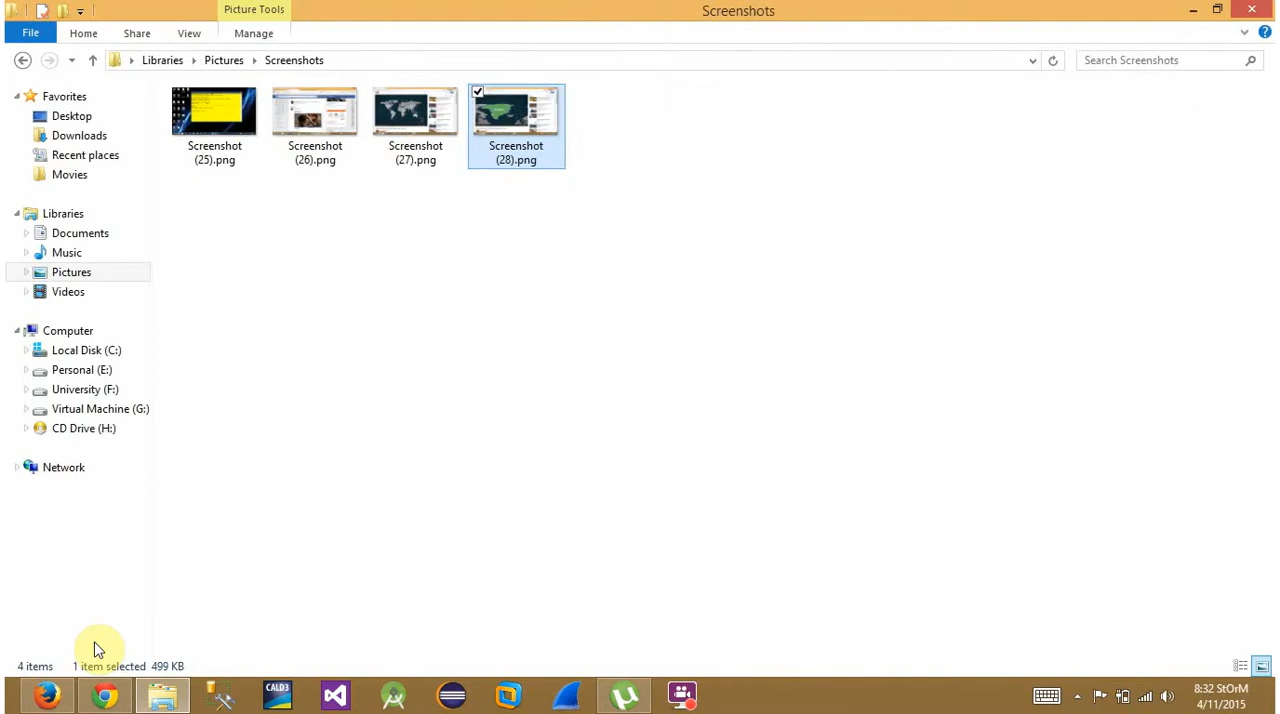 Picture Tools
Screenshots
File
Home
Share
View
Manage
Libraries
Pictures
Screenshots
Search Screenshots
Favorites
Desktop
Downloads
Recent places
Movies
Libraries
Documents
Music
Pictures
Videos
Computer
Local Disk (C:)
Personal (E:)
University (F:)
Virtual Machine (G:)
CD Drive (H:)
Network
Screenshot
(25).png
Screenshot
(26).png
Screenshot
(27).png
Screenshot
(28).png
4 items
1 item selected 499 KB
CALD3
8:32 StOrM
4/11/2015